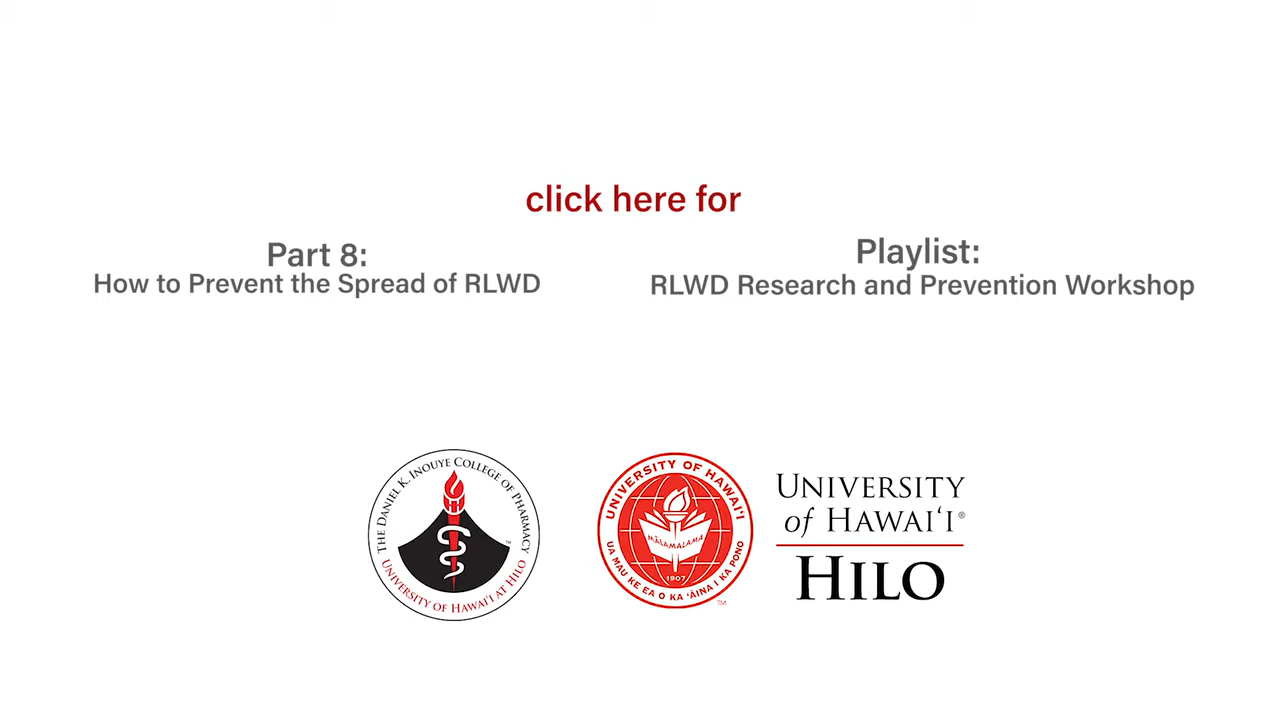 click here for
Part 8:
How to Prevent the Spread of RLWD
Playlist:
RLWD Research and Prevention Workshop
THE DANIEL K. INOUYE COLLEGE OF PHARMACY
UNIVERSITY OF HAWAI‘I AT HILO
™
UNIVERSITY OF HAWAI‘I
MĀLAMALAMA
1907
UA MAU KE EA O KA ‘ĀINA I KA PONO
TM
UNIVERSITY
of HAWAI‘I®
HILO